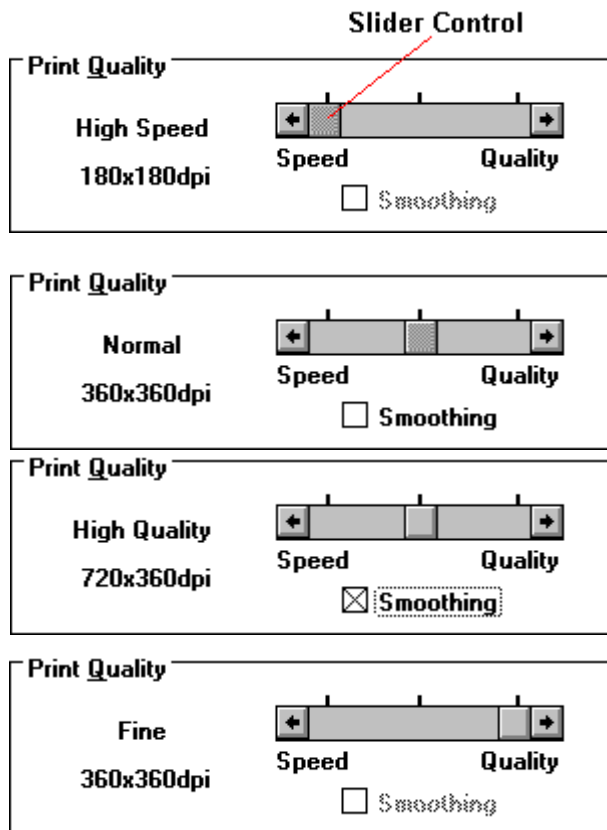 Slider Control
Print Quality
High Speed
180x180dpi
Speed Quality
Smoothing
Print Quality
Normal
360x360dpi
Speed Quality
Smoothing
Print Quality
High Quality
720x360dpi
Speed Quality
Smoothing
Print Quality
Fine
360x360dpi
Speed Quality
Smoothing